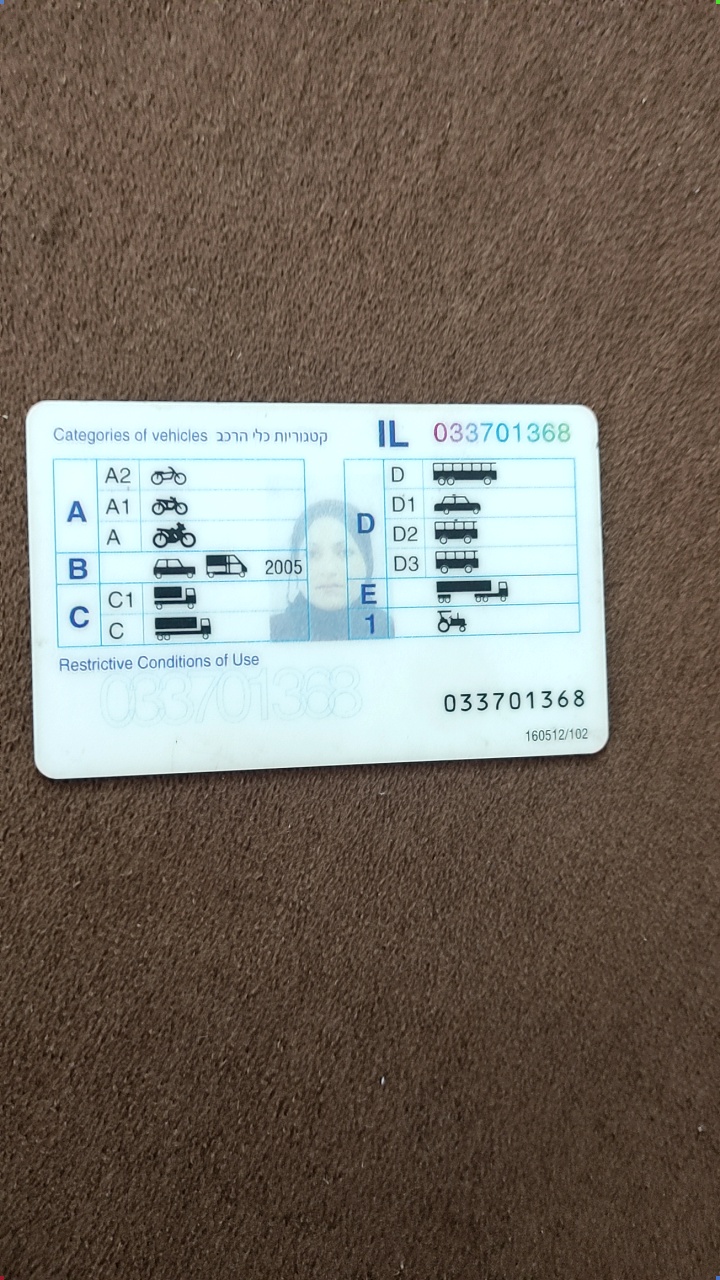 Categories of vehicles קטגוריות כלי הרכב IL 033701368
A A2
A1
A
B 2005
C C1
C
D D
D1
D2
D3
E
1
Restrictive Conditions of Use
033701368
033701368
160512/102